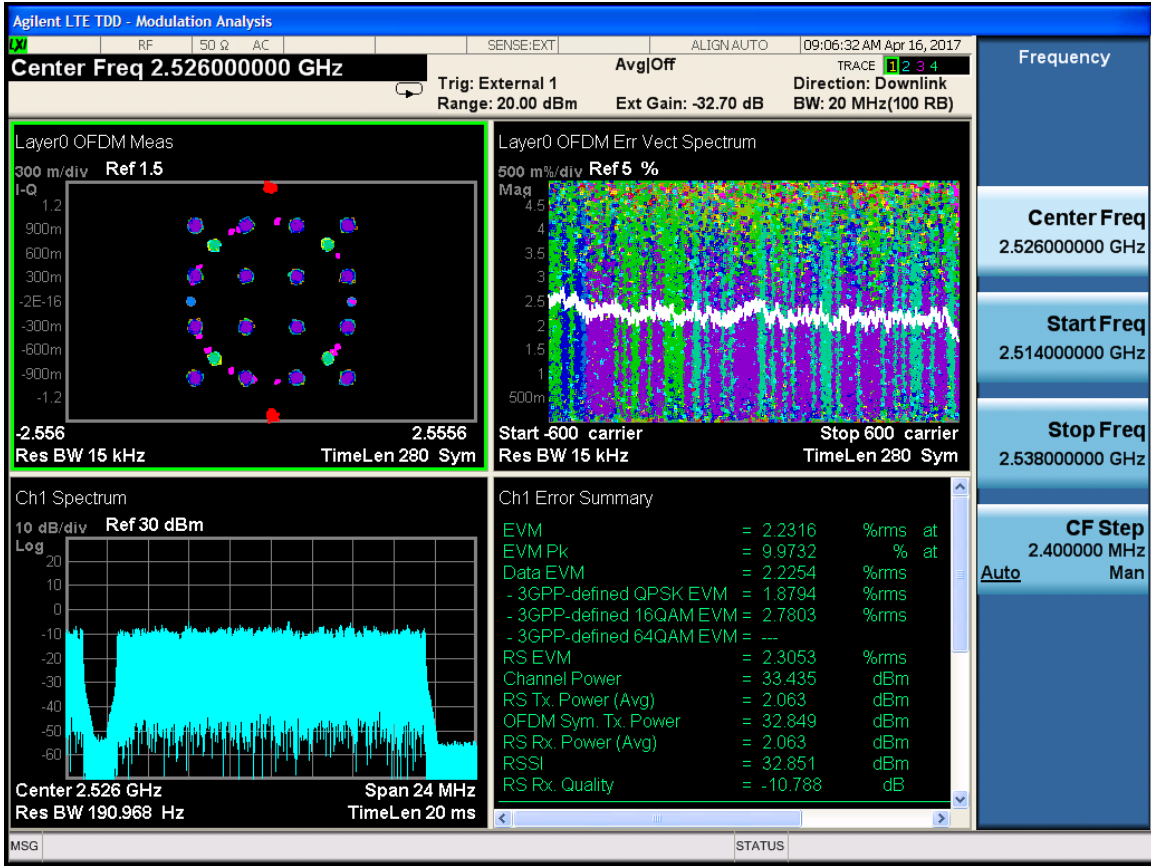 Agilent LTE TDD - Modulation Analysis
LXI RF 50 Ω AC SENSE:EXT ALIGN AUTO 09:06:32 AM Apr 16, 2017
Center Freq 2.526000000 GHz
Avg|Off
TRACE 1 2 3 4
Trig: External 1
Direction: Downlink
Range: 20.00 dBm
Ext Gain: -32.70 dB
BW: 20 MHz(100 RB)
Layer0 OFDM Meas
300 m/div Ref 1.5
I-Q
1.2
900m
600m
300m
-2E-16
-300m
-600m
-900m
-1.2
-2.556 2.5556
Res BW 15 kHz TimeLen 280 Sym
Layer0 OFDM Err Vect Spectrum
500 m%/div Ref 5 %
Mag
4.5
4
3.5
3
2.5
2
1.5
1
500m
Start -600 carrier Stop 600 carrier
Res BW 15 kHz TimeLen 280 Sym
Ch1 Spectrum
10 dB/div Ref 30 dBm
Log
20
10
0
-10
-20
-30
-40
-50
-60
Center 2.526 GHz Span 24 MHz
Res BW 190.968 Hz TimeLen 20 ms
Ch1 Error Summary
EVM = 2.2316 %rms at
EVM Pk = 9.9732 % at
Data EVM = 2.2254 %rms
- 3GPP-defined QPSK EVM = 1.8794 %rms
- 3GPP-defined 16QAM EVM = 2.7803 %rms
- 3GPP-defined 64QAM EVM = ---
RS EVM = 2.3053 %rms
Channel Power = 33.435 dBm
RS Tx. Power (Avg) = 2.063 dBm
OFDM Sym. Tx. Power = 32.849 dBm
RS Rx. Power (Avg) = 2.063 dBm
RSSI = 32.851 dBm
RS Rx. Quality = -10.788 dB
Frequency
Center Freq
2.526000000 GHz
Start Freq
2.514000000 GHz
Stop Freq
2.538000000 GHz
CF Step
2.400000 MHz
Auto Man
MSG STATUS